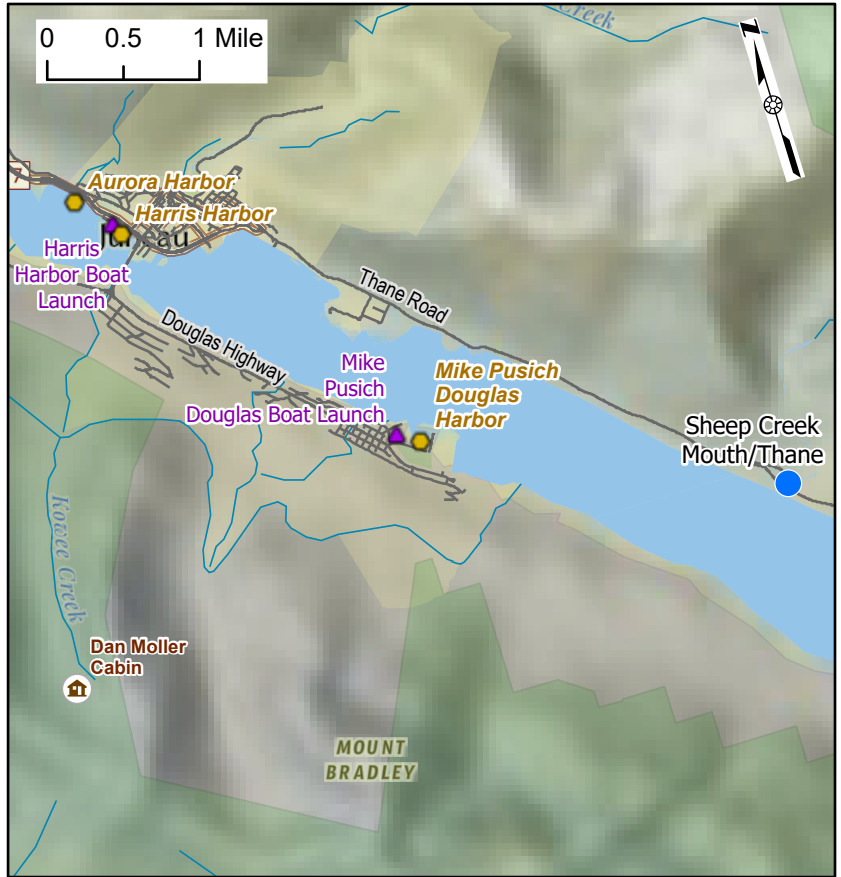 Creek
0 0.5 1 Mile
N
7
Aurora Harbor
Harris Harbor
Juneau
Harris
Harbor Boat
Launch
Thane Road
Douglas Highway
Mike
Pusich
Douglas Boat Launch
Mike Pusich
Douglas
Harbor
Sheep Creek
Mouth/Thane
Kowee Creek
Dan Moller
Cabin
MOUNT
BRADLEY